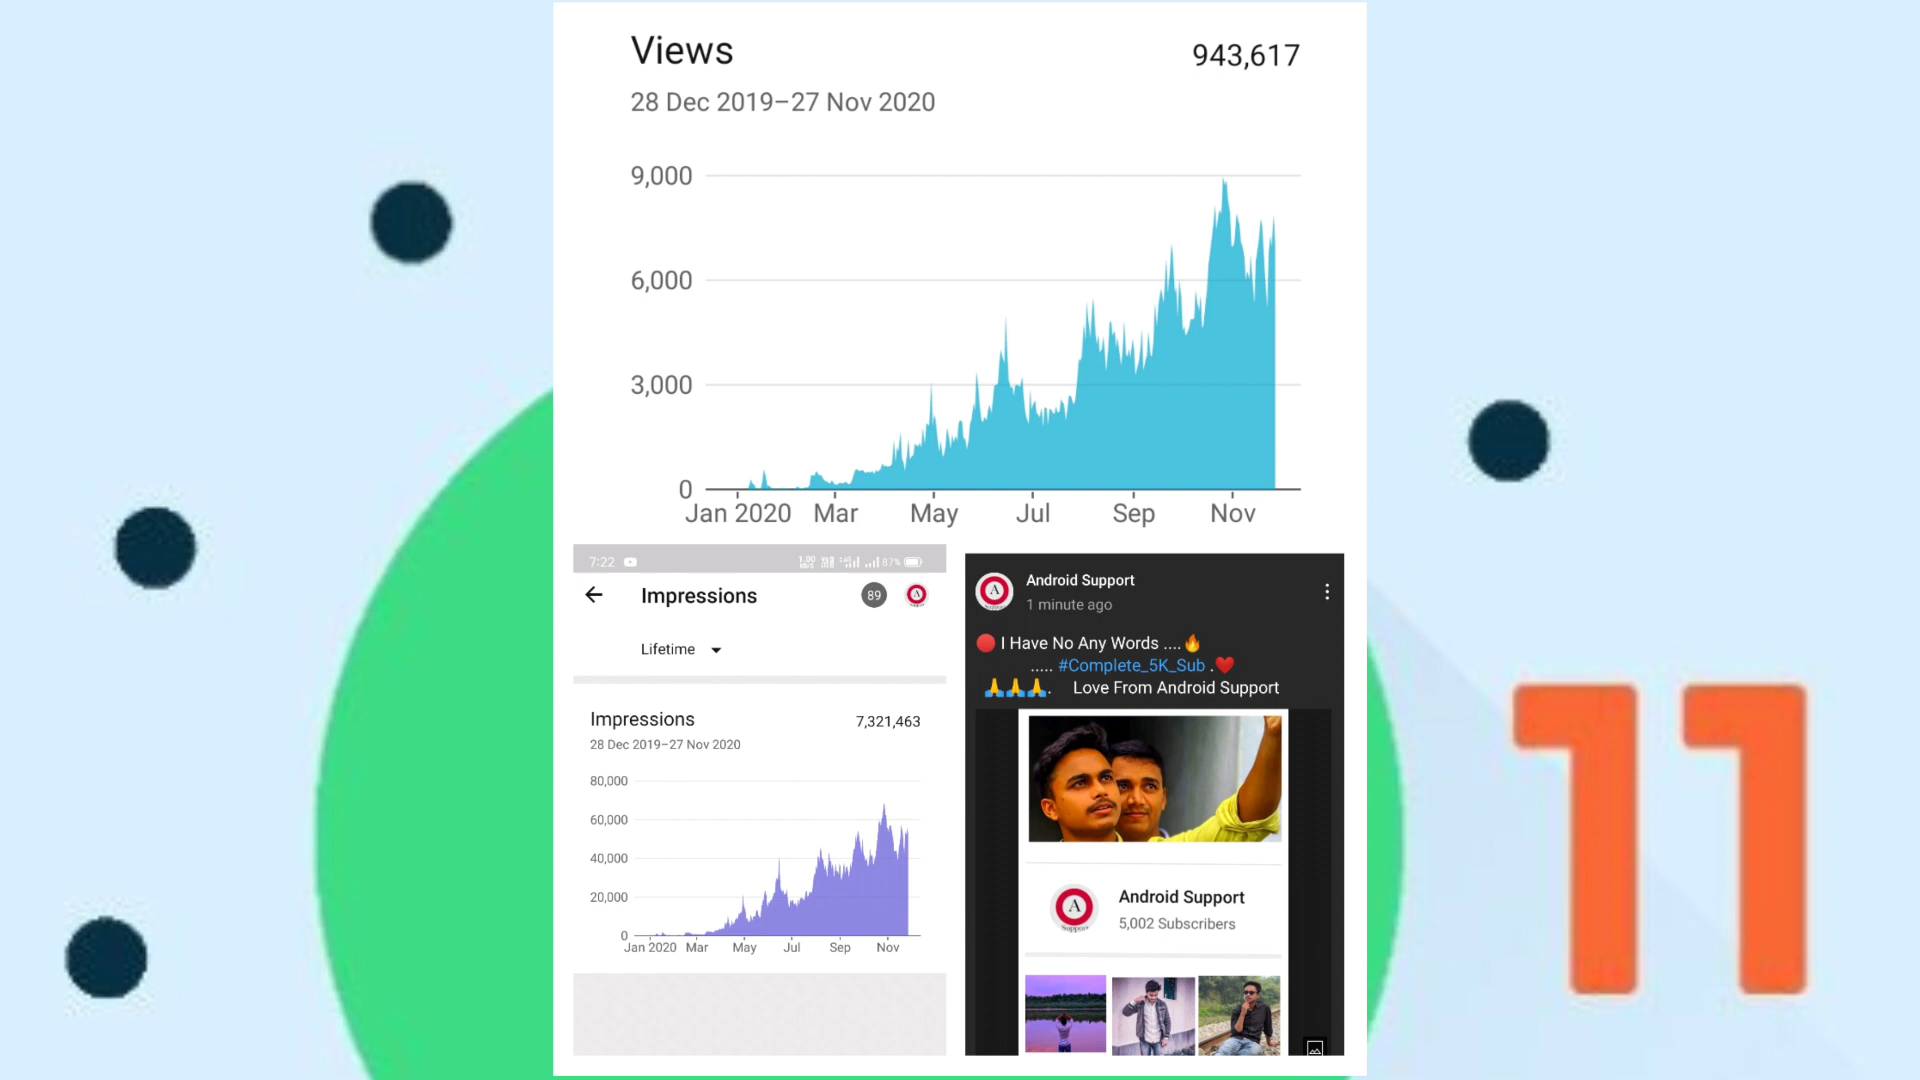 Views
943,617
28 Dec 2019–27 Nov 2020
9,000
6,000
3,000
0
Jan 2020 Mar May Jul Sep Nov
7:22
87%
Impressions
89
A
Lifetime
Impressions
7,321,463
28 Dec 2019–27 Nov 2020
80,000
60,000
40,000
20,000
0
Jan 2020 Mar May Jul Sep Nov
A
Android Support
1 minute ago
I Have No Any Words ....🔥
..... #Complete_5K_Sub .❤️
🙏🙏🙏. Love From Android Support
A
Support
Android Support
5,002 Subscribers
11